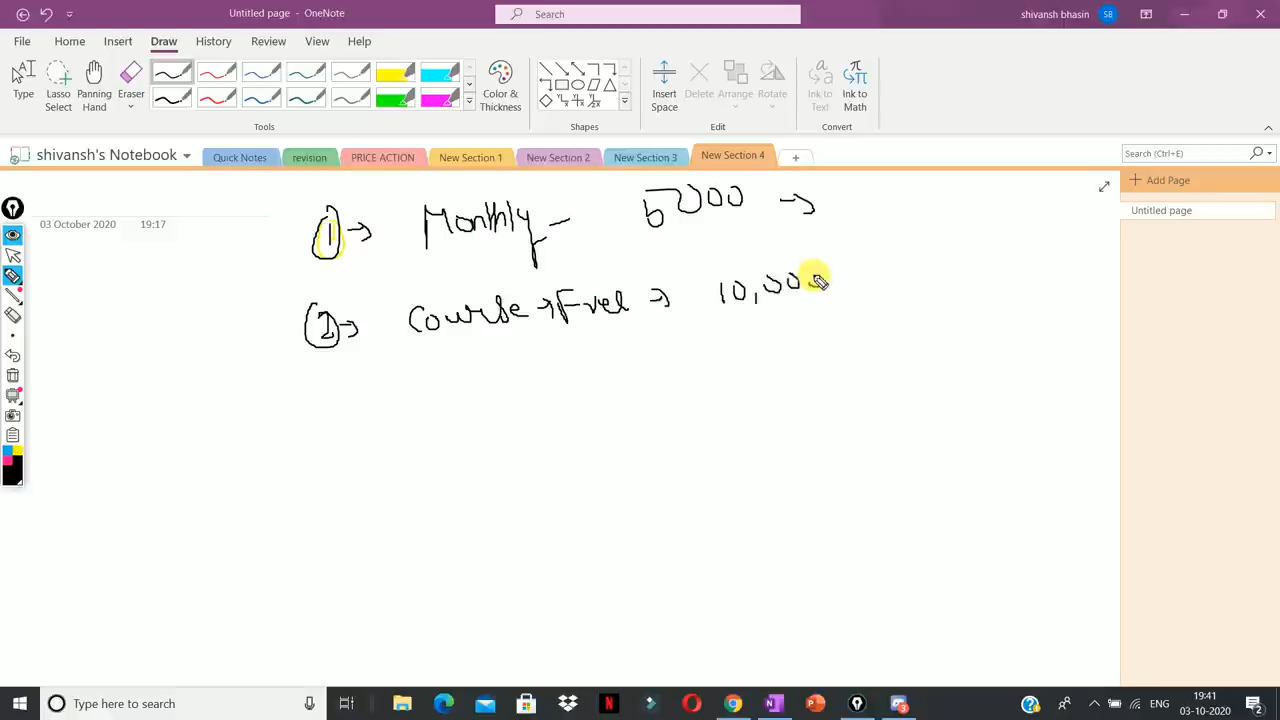 Untitled page - OneNote
Search
shivansh bhasin
SB
File Home Insert Draw History Review View Help
Type
Lasso Select
Panning Hand
Eraser
Color & Thickness
Insert Space
Delete
Arrange
Rotate
Ink to Text
Ink to Math
Tools
Shapes
Edit
Convert
shivansh's Notebook
Quick Notes
revision
PRICE ACTION
New Section 1
New Section 2
New Section 3
New Section 4
Search (Ctrl+E)
Add Page
Untitled page
03 October 2020 19:17
1 → Monthly - 5000 →
2 → Course → → 10,000
Type here to search
ENG
19:41
03-10-2020